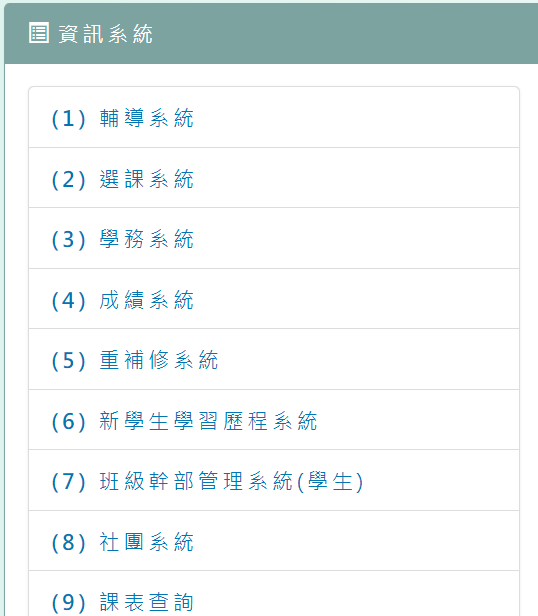 資訊系統
(1) 輔導系統
(2) 選課系統
(3) 學務系統
(4) 成績系統
(5) 重補修系統
(6) 新學生學習歷程系統
(7) 班級幹部管理系統(學生)
(8) 社團系統
(9) 課表查詢